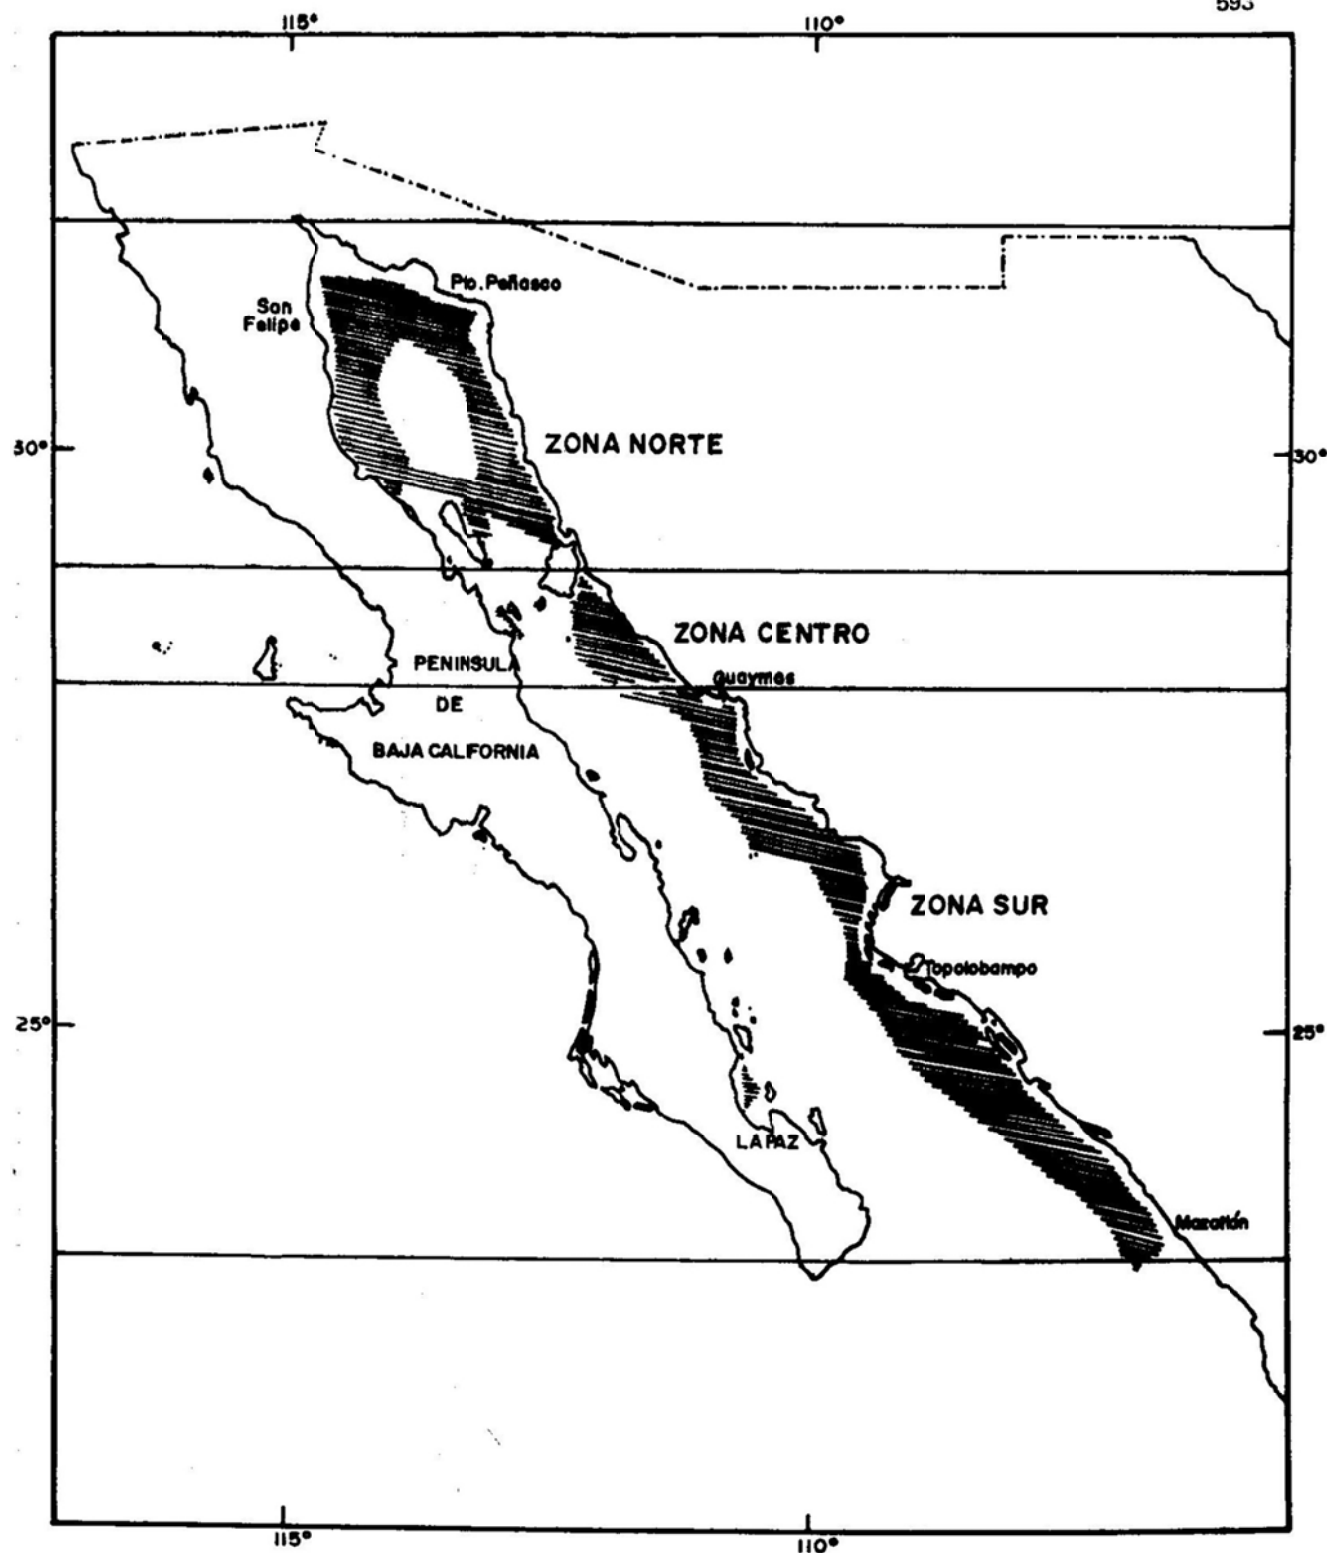 593
115°
110°
Pto. Peñasco
San
Felipe
ZONA NORTE
30°
30°
ZONA CENTRO
PENINSULA
Guaymas
DE
BAJA CALIFORNIA
ZONA SUR
Topolobampo
25°
25°
LA PAZ
Mazatlán
115°
110°